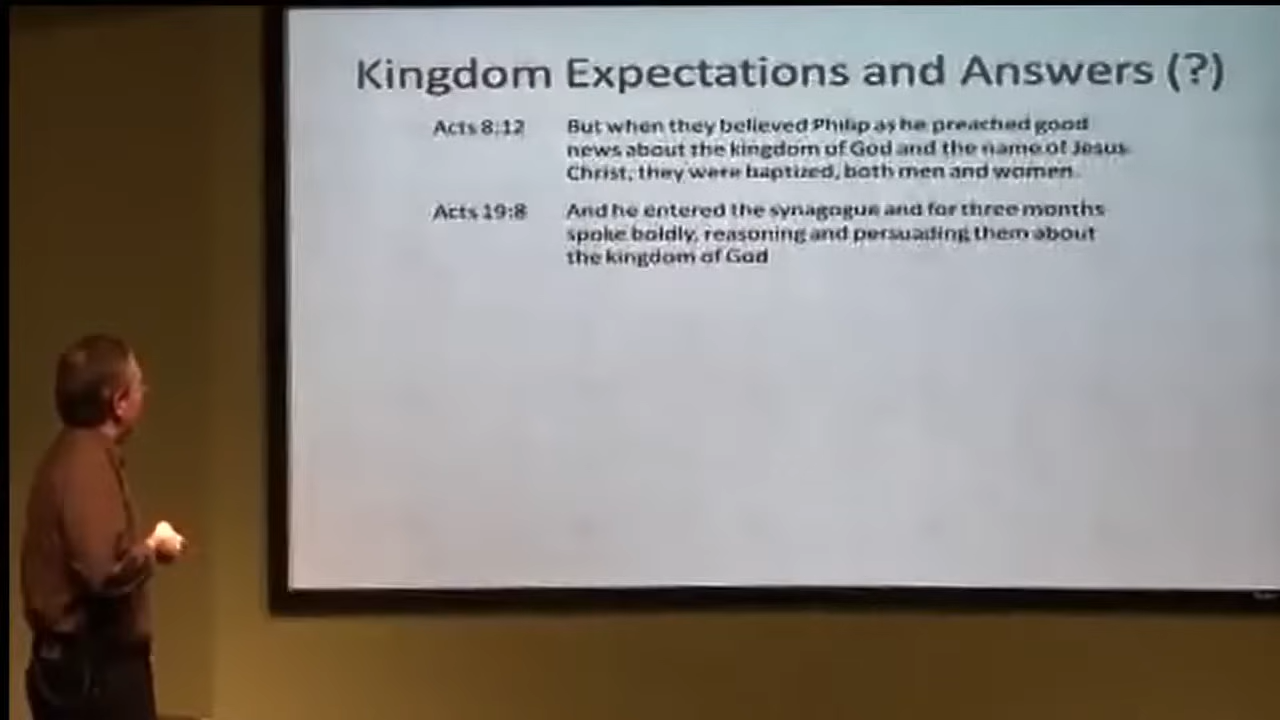 Kingdom Expectations and Answers (?)
Acts 8:12 But when they believed Philip as he preached good
news about the kingdom of God and the name of Jesus
Christ, they were baptized, both men and women.
Acts 19:8 And he entered the synagogue and for three months
spoke boldly, reasoning and persuading them about
the kingdom of God